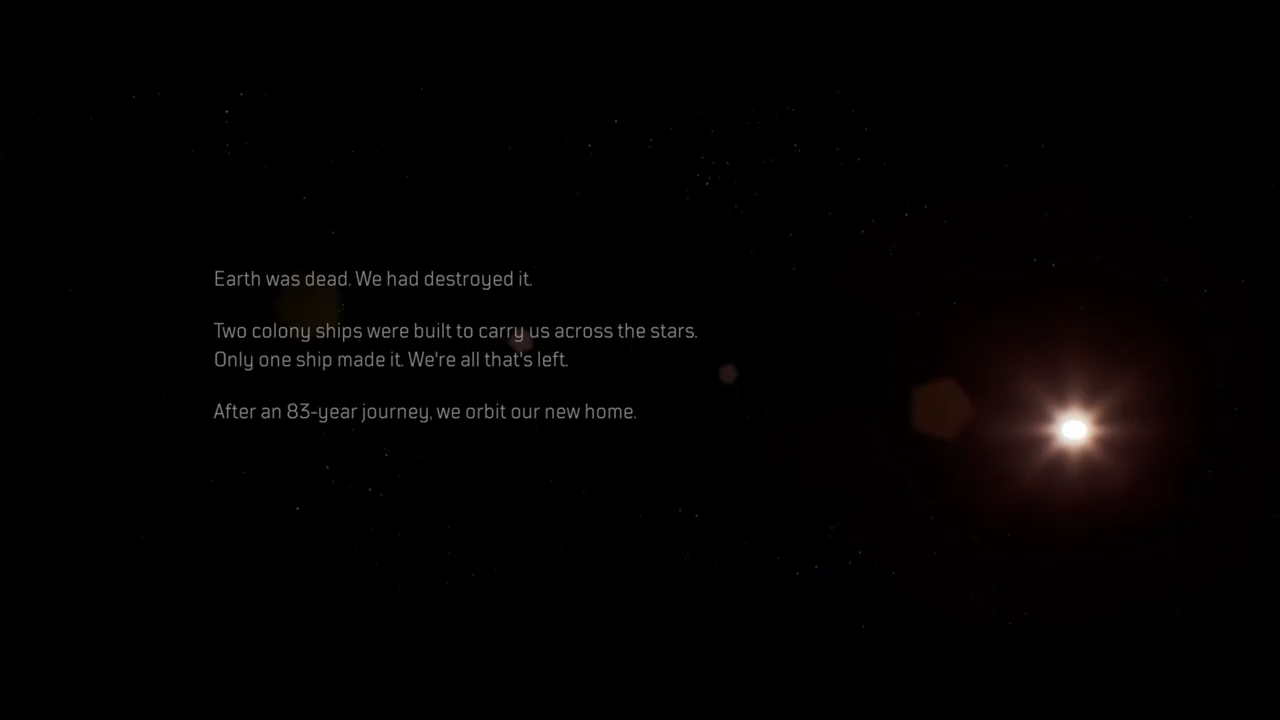 Earth was dead. We had destroyed it.
Two colony ships were built to carry us across the stars.
Only one ship made it. We're all that's left.
After an 83-year journey, we orbit our new home.